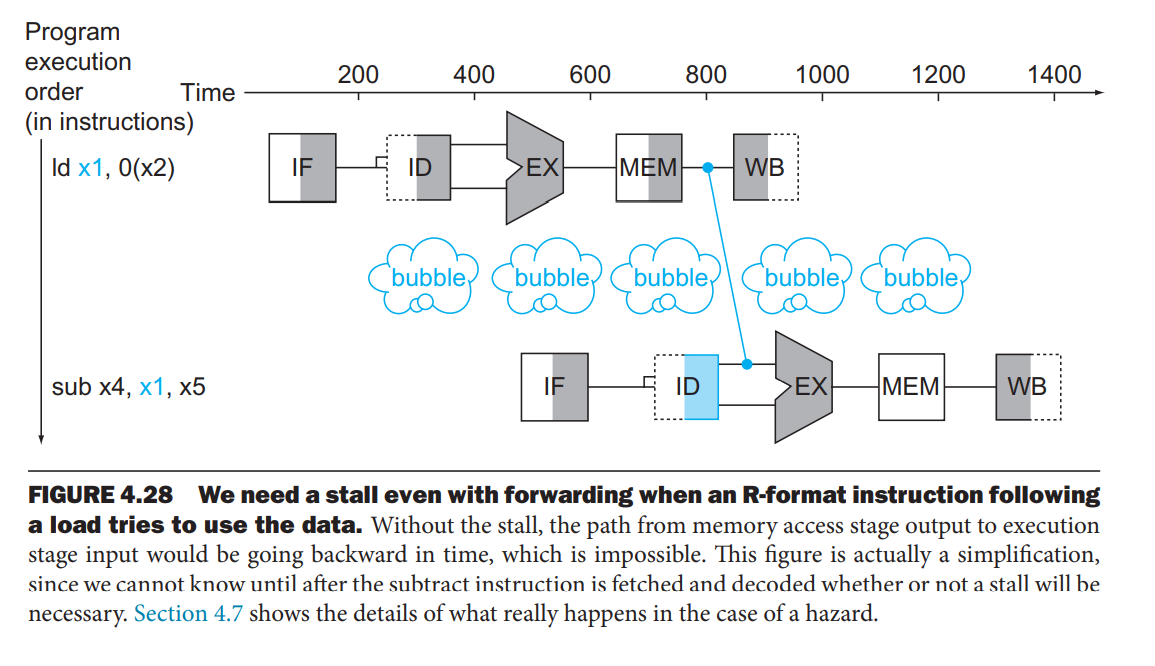 Program
execution
order
(in instructions)
Time
200 400 600 800 1000 1200 1400
ld x1, 0(x2)
IF ID EX MEM WB
bubble bubble bubble bubble bubble
sub x4, x1, x5
IF ID EX MEM WB
FIGURE 4.28 We need a stall even with forwarding when an R-format instruction following
a load tries to use the data. Without the stall, the path from memory access stage output to execution
stage input would be going backward in time, which is impossible. This figure is actually a simplification,
since we cannot know until after the subtract instruction is fetched and decoded whether or not a stall will be
necessary. Section 4.7 shows the details of what really happens in the case of a hazard.